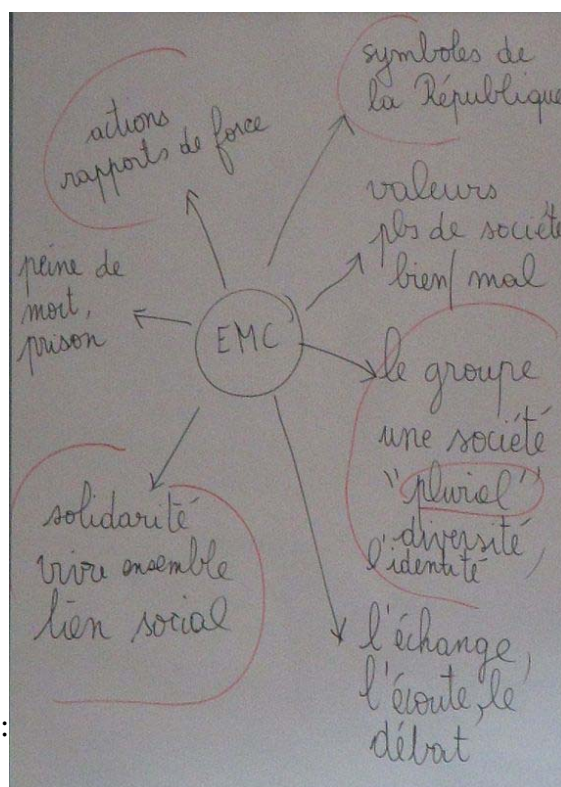 symboles de
la République
actions
rapports de force
valeurs
pbs de société
bien/mal
peine de
mort,
prison
EMC
le groupe
une société
"pluriel"
diversité,
l'identité
solidarité
vivre ensemble
lien social
l'échange,
l'écoute, le
débat
: